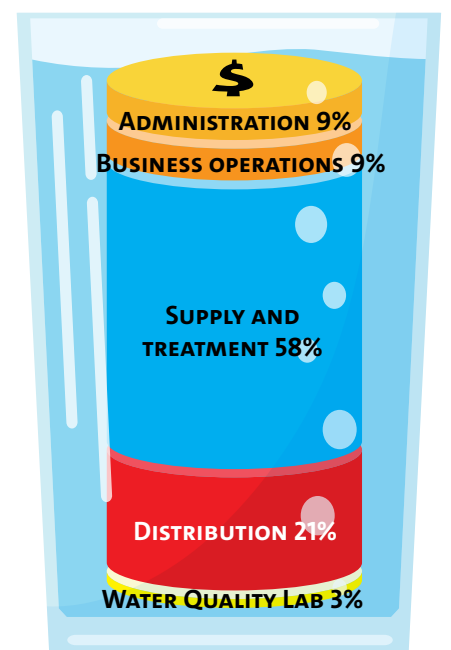 $
Administration 9%
Business operations 9%
Supply and
treatment 58%
Distribution 21%
Water Quality Lab 3%